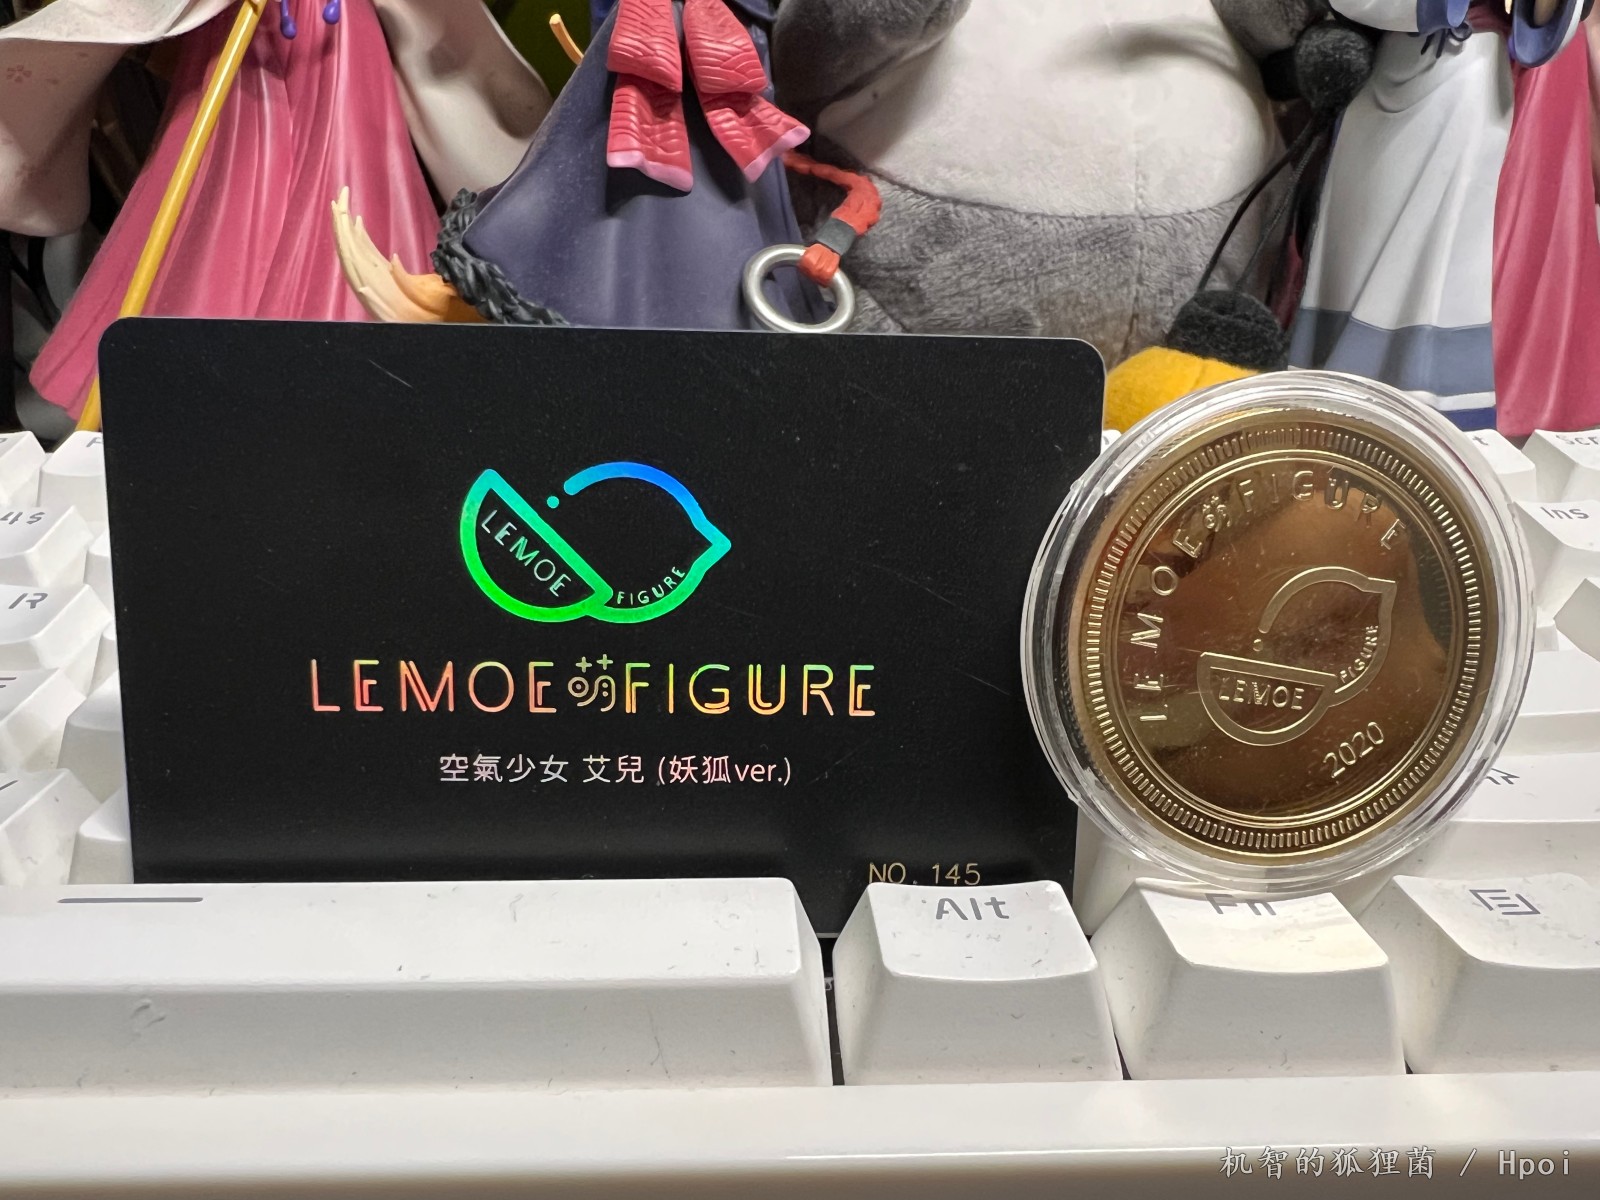 LEMOE
FIGURE
LEMOE萌FIGURE
空氣少女 艾兒 (妖狐ver.)
NO. 145
LEMOE萌FIGURE
LEMOE
FIGURE
2020
Ins
Alt
Fn
机智的狐狸菌 / Hpoi